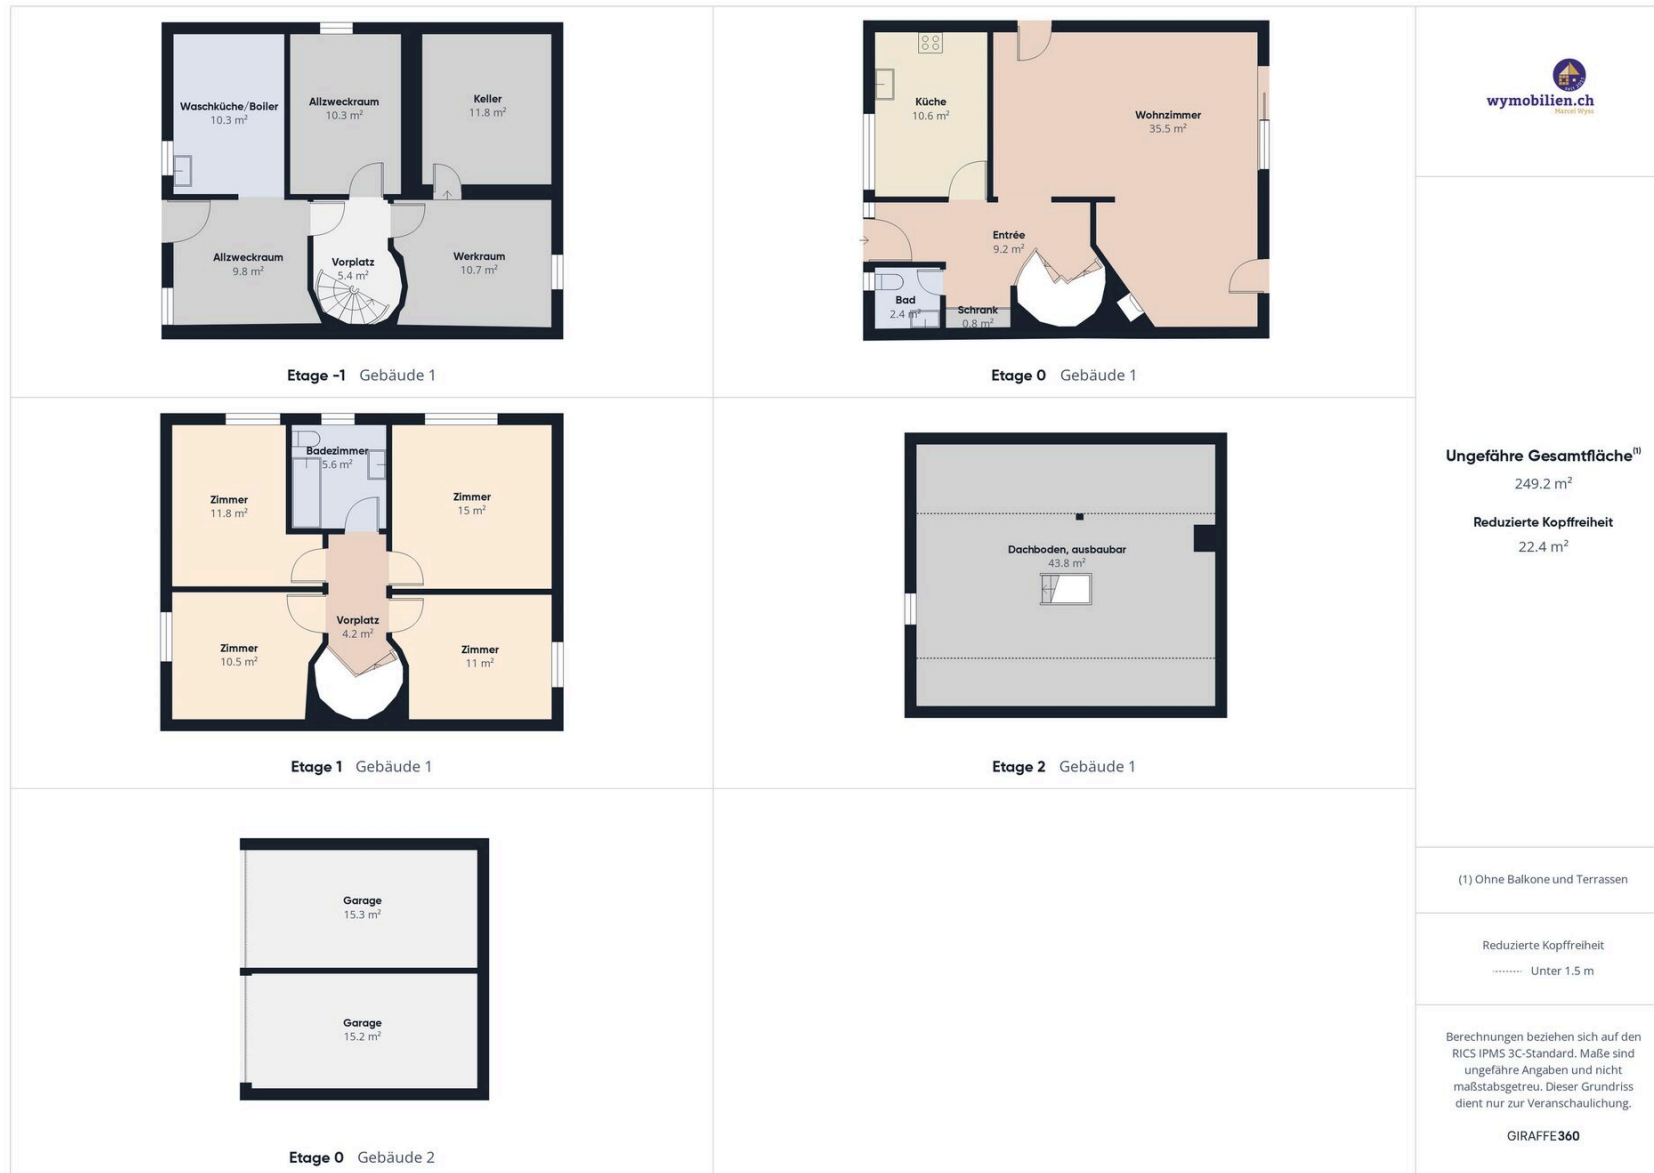 Waschküche/Boiler
10.3 m²
Allzweckraum
10.3 m²
Keller
11.8 m²
Allzweckraum
9.8 m²
Vorplatz
5.4 m²
Werkraum
10.7 m²
Etage -1 Gebäude 1
Küche
10.6 m²
Wohnzimmer
35.5 m²
Entrée
9.2 m²
Bad
2.4 m²
Schrank
0.8 m²
Etage 0 Gebäude 1
Zimmer
11.8 m²
Badezimmer
5.6 m²
Zimmer
15 m²
Zimmer
10.5 m²
Vorplatz
4.2 m²
Zimmer
11 m²
Etage 1 Gebäude 1
Dachboden, ausbaubar
43.8 m²
Etage 2 Gebäude 1
Garage
15.3 m²
Garage
15.2 m²
Etage 0 Gebäude 2
wymobilien.ch
Marcel Wyss
Ungefähre Gesamtfläche(1)
249.2 m²
Reduzierte Kopffreiheit
22.4 m²
(1) Ohne Balkone und Terrassen
Reduzierte Kopffreiheit
Unter 1.5 m
Berechnungen beziehen sich auf den
RICS IPMS 3C-Standard. Maße sind
ungefähre Angaben und nicht
maßstabsgetreu. Dieser Grundriss
dient nur zur Veranschaulichung.
GIRAFFE360